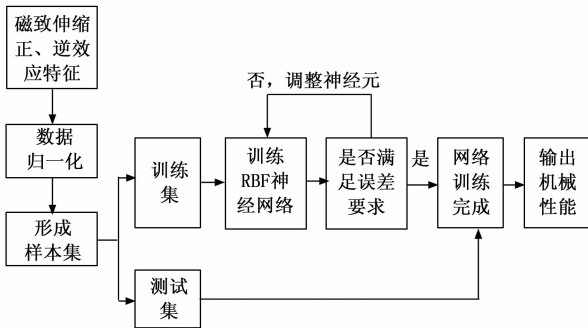 磁致伸缩
正、逆效
应特征
数据
归一化
形成
样本集
训练
集
测试
集
否，调整神经元
训练
RBF神
经网络
是否满
足误差
要求
是
网络
训练
完成
输出
机械
性能